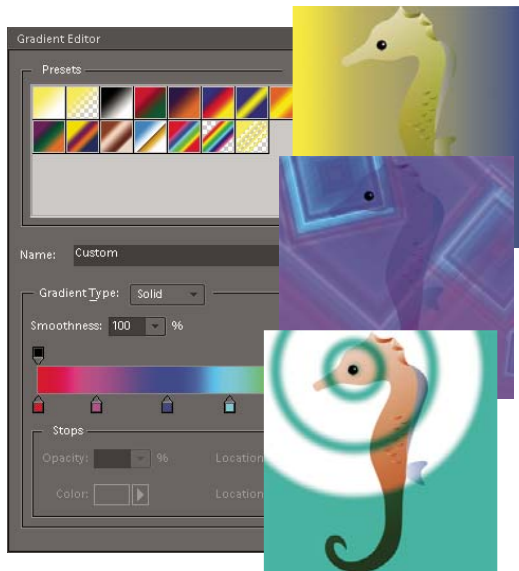 Gradient Editor
Presets
Name: Custom
Gradient Type: Solid
Smoothness: 100 %
Stops
Opacity: % Location
Color: Location